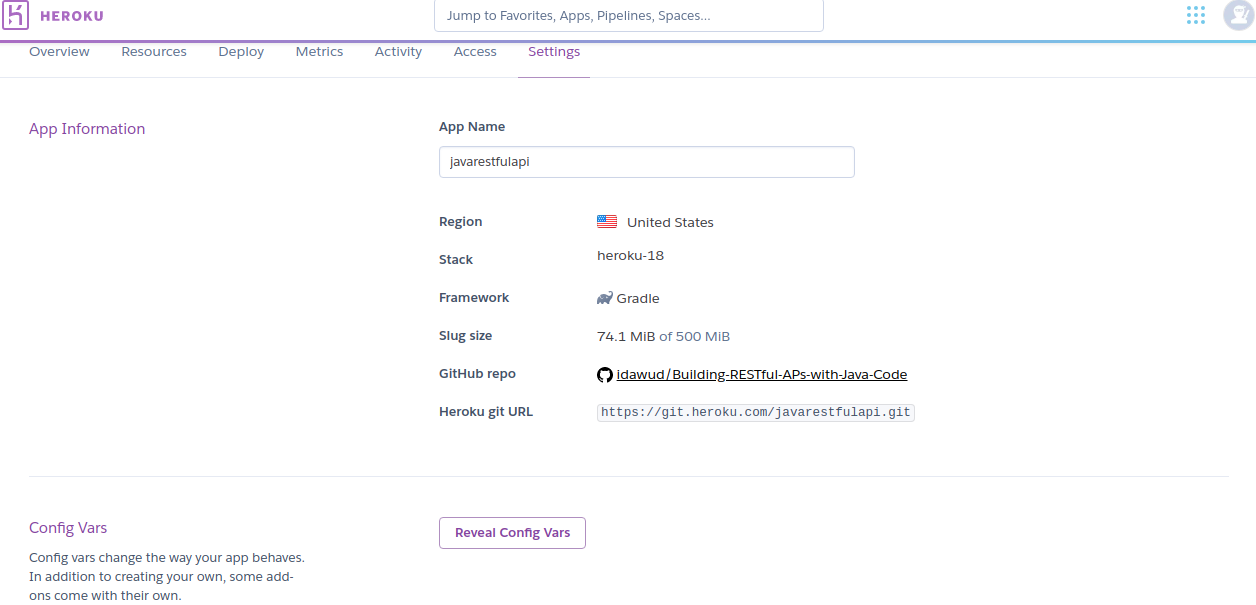 HEROKU
Jump to Favorites, Apps, Pipelines, Spaces...
Overview Resources Deploy Metrics Activity Access Settings
App Information
App Name
javarestfulapi
Region United States
Stack heroku-18
Framework Gradle
Slug size 74.1 MiB of 500 MiB
GitHub repo idawud/Building-RESTful-APs-with-Java-Code
Heroku git URL https://git.heroku.com/javarestfulapi.git
Config Vars
Reveal Config Vars
Config vars change the way your app behaves.
In addition to creating your own, some add-
ons come with their own.